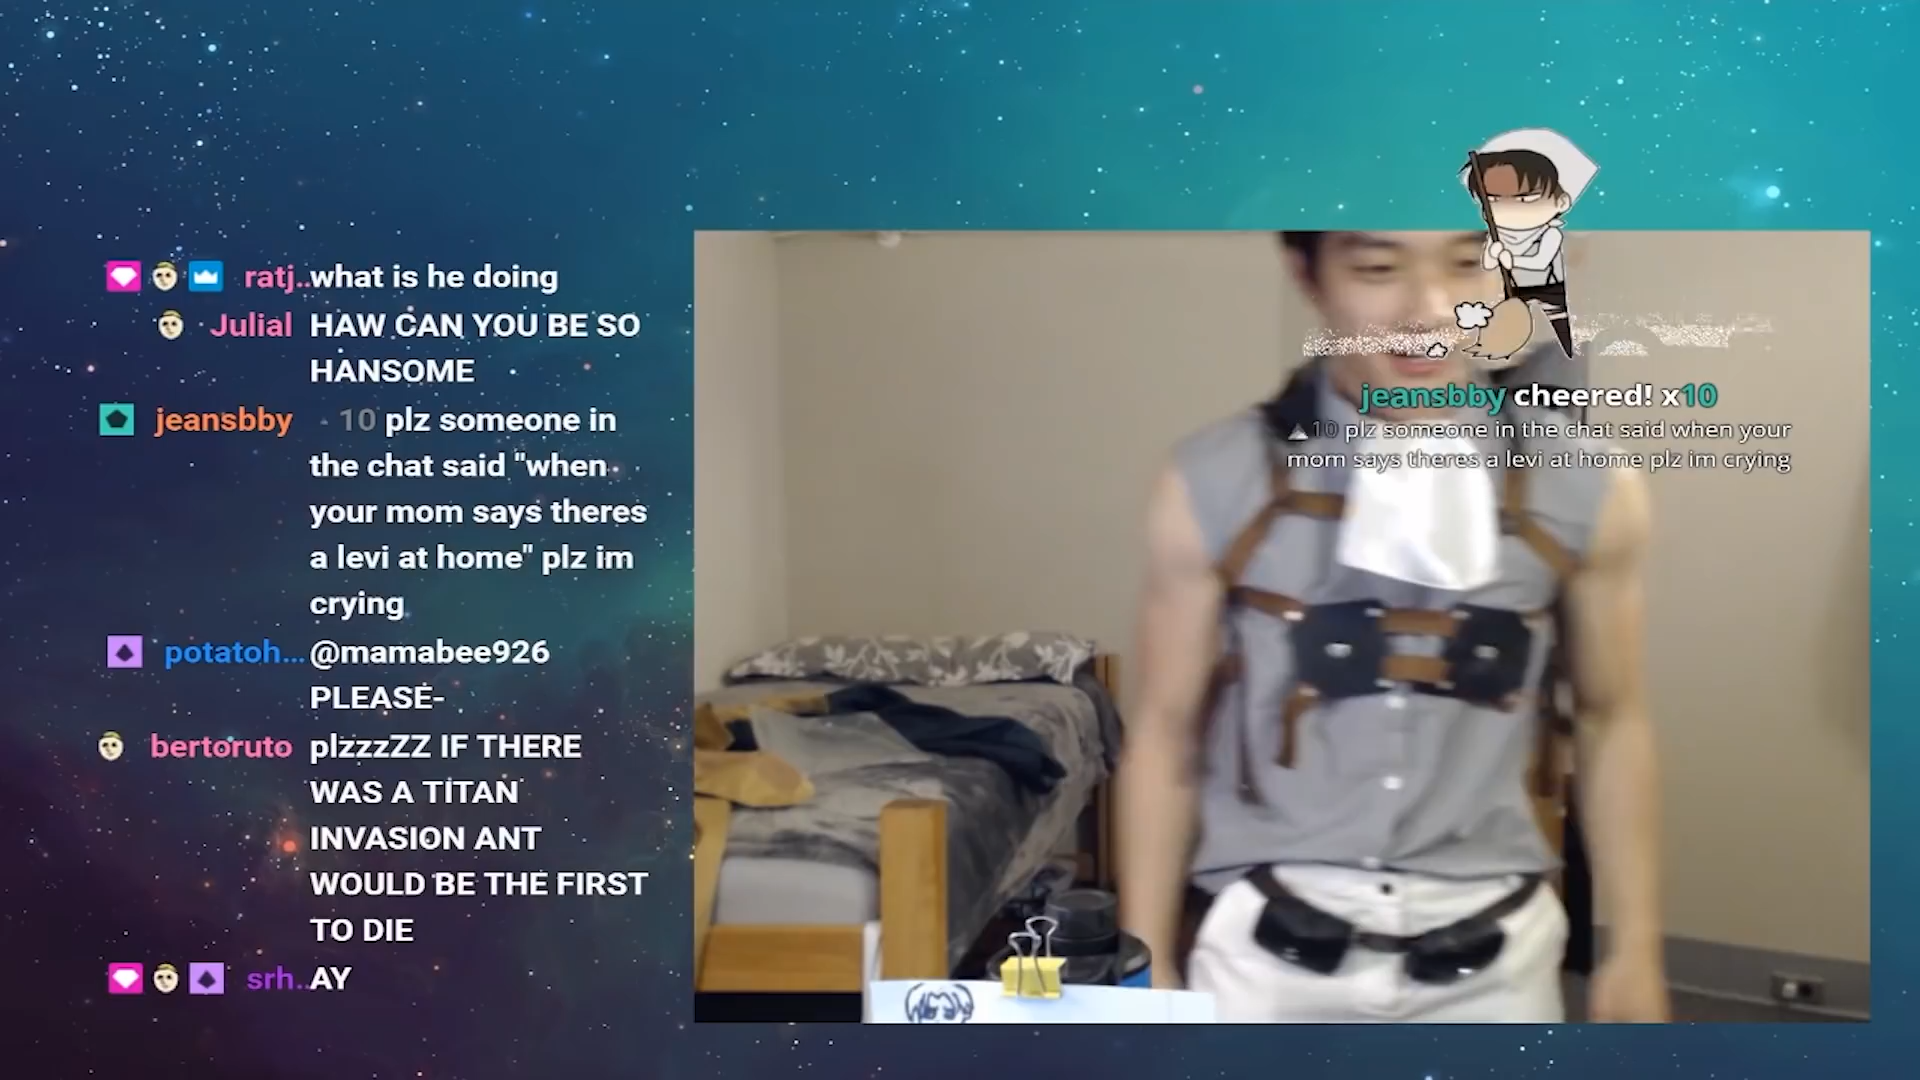 ratj..what is he doing
Julial HAW CAN YOU BE SO
HANSOME
jeansbby 10 plz someone in
the chat said "when
your mom says theres
a levi at home" plz im
crying
potatoh... @mamabee926
PLEASE-
bertoruto plzzzZZ IF THERE
WAS A TITAN
INVASION ANT
WOULD BE THE FIRST
TO DIE
srh..AY
jeansbby cheered! x10
10 plz someone in the chat said when your
mom says theres a levi at home plz im crying